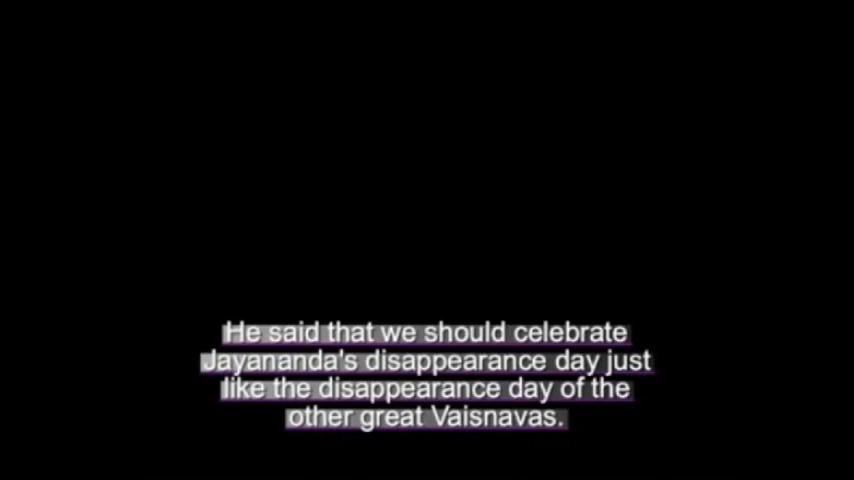 He said that we should celebrate
Jayananda's disappearance day just
like the disappearance day of the
other great Vaisnavas.